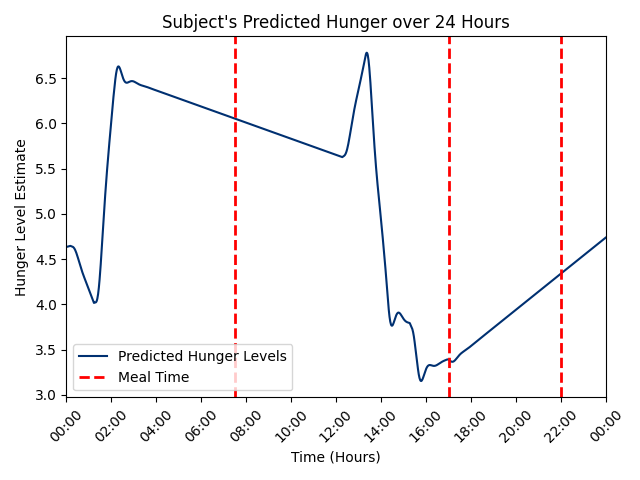 Subject's Predicted Hunger over 24 Hours
Hunger Level Estimate
6.5
6.0
5.5
5.0
4.5
4.0
3.5
3.0
Predicted Hunger Levels
Meal Time
00:00 02:00 04:00 06:00 08:00 10:00 12:00 14:00 16:00 18:00 20:00 22:00 00:00
Time (Hours)